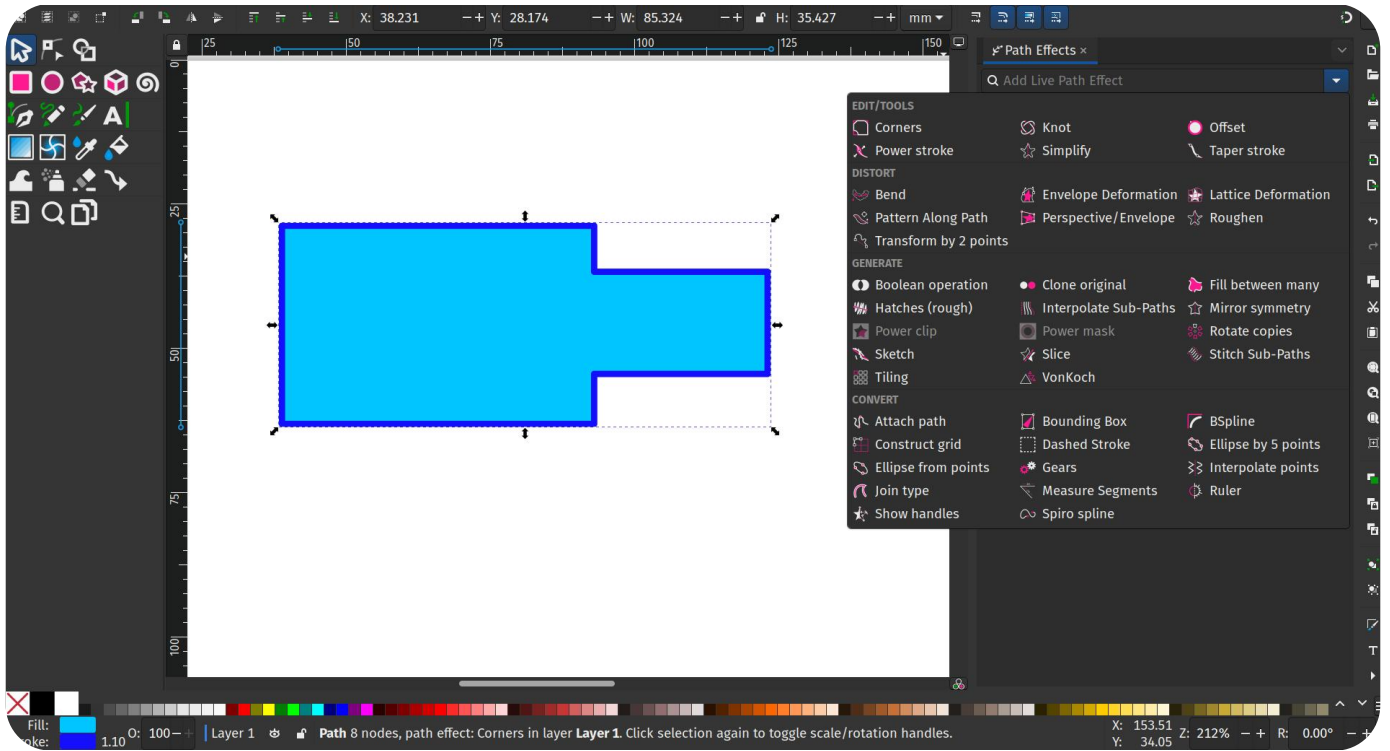 X: 38.231 −+ Y: 28.174 −+ W: 85.324 −+ H: 35.427 −+ mm
25 50 75 100 125 150
Path Effects ×
Add Live Path Effect
EDIT/TOOLS
Corners Knot Offset
Power stroke Simplify Taper stroke
DISTORT
Bend Envelope Deformation Lattice Deformation
Pattern Along Path Perspective/Envelope Roughen
Transform by 2 points
GENERATE
Boolean operation Clone original Fill between many
Hatches (rough) Interpolate Sub-Paths Mirror symmetry
Power clip Power mask Rotate copies
Sketch Slice Stitch Sub-Paths
Tiling VonKoch
CONVERT
Attach path Bounding Box BSpline
Construct grid Dashed Stroke Ellipse by 5 points
Ellipse from points Gears Interpolate points
Join type Measure Segments Ruler
Show handles Spiro spline
0
25
50
75
100
Fill:
oke: 1.10 O: 100 − Layer 1 Path 8 nodes, path effect: Corners in layer Layer 1. Click selection again to toggle scale/rotation handles.
X: 153.51 Z: 212% −+ R: 0.00° −+
Y: 34.05